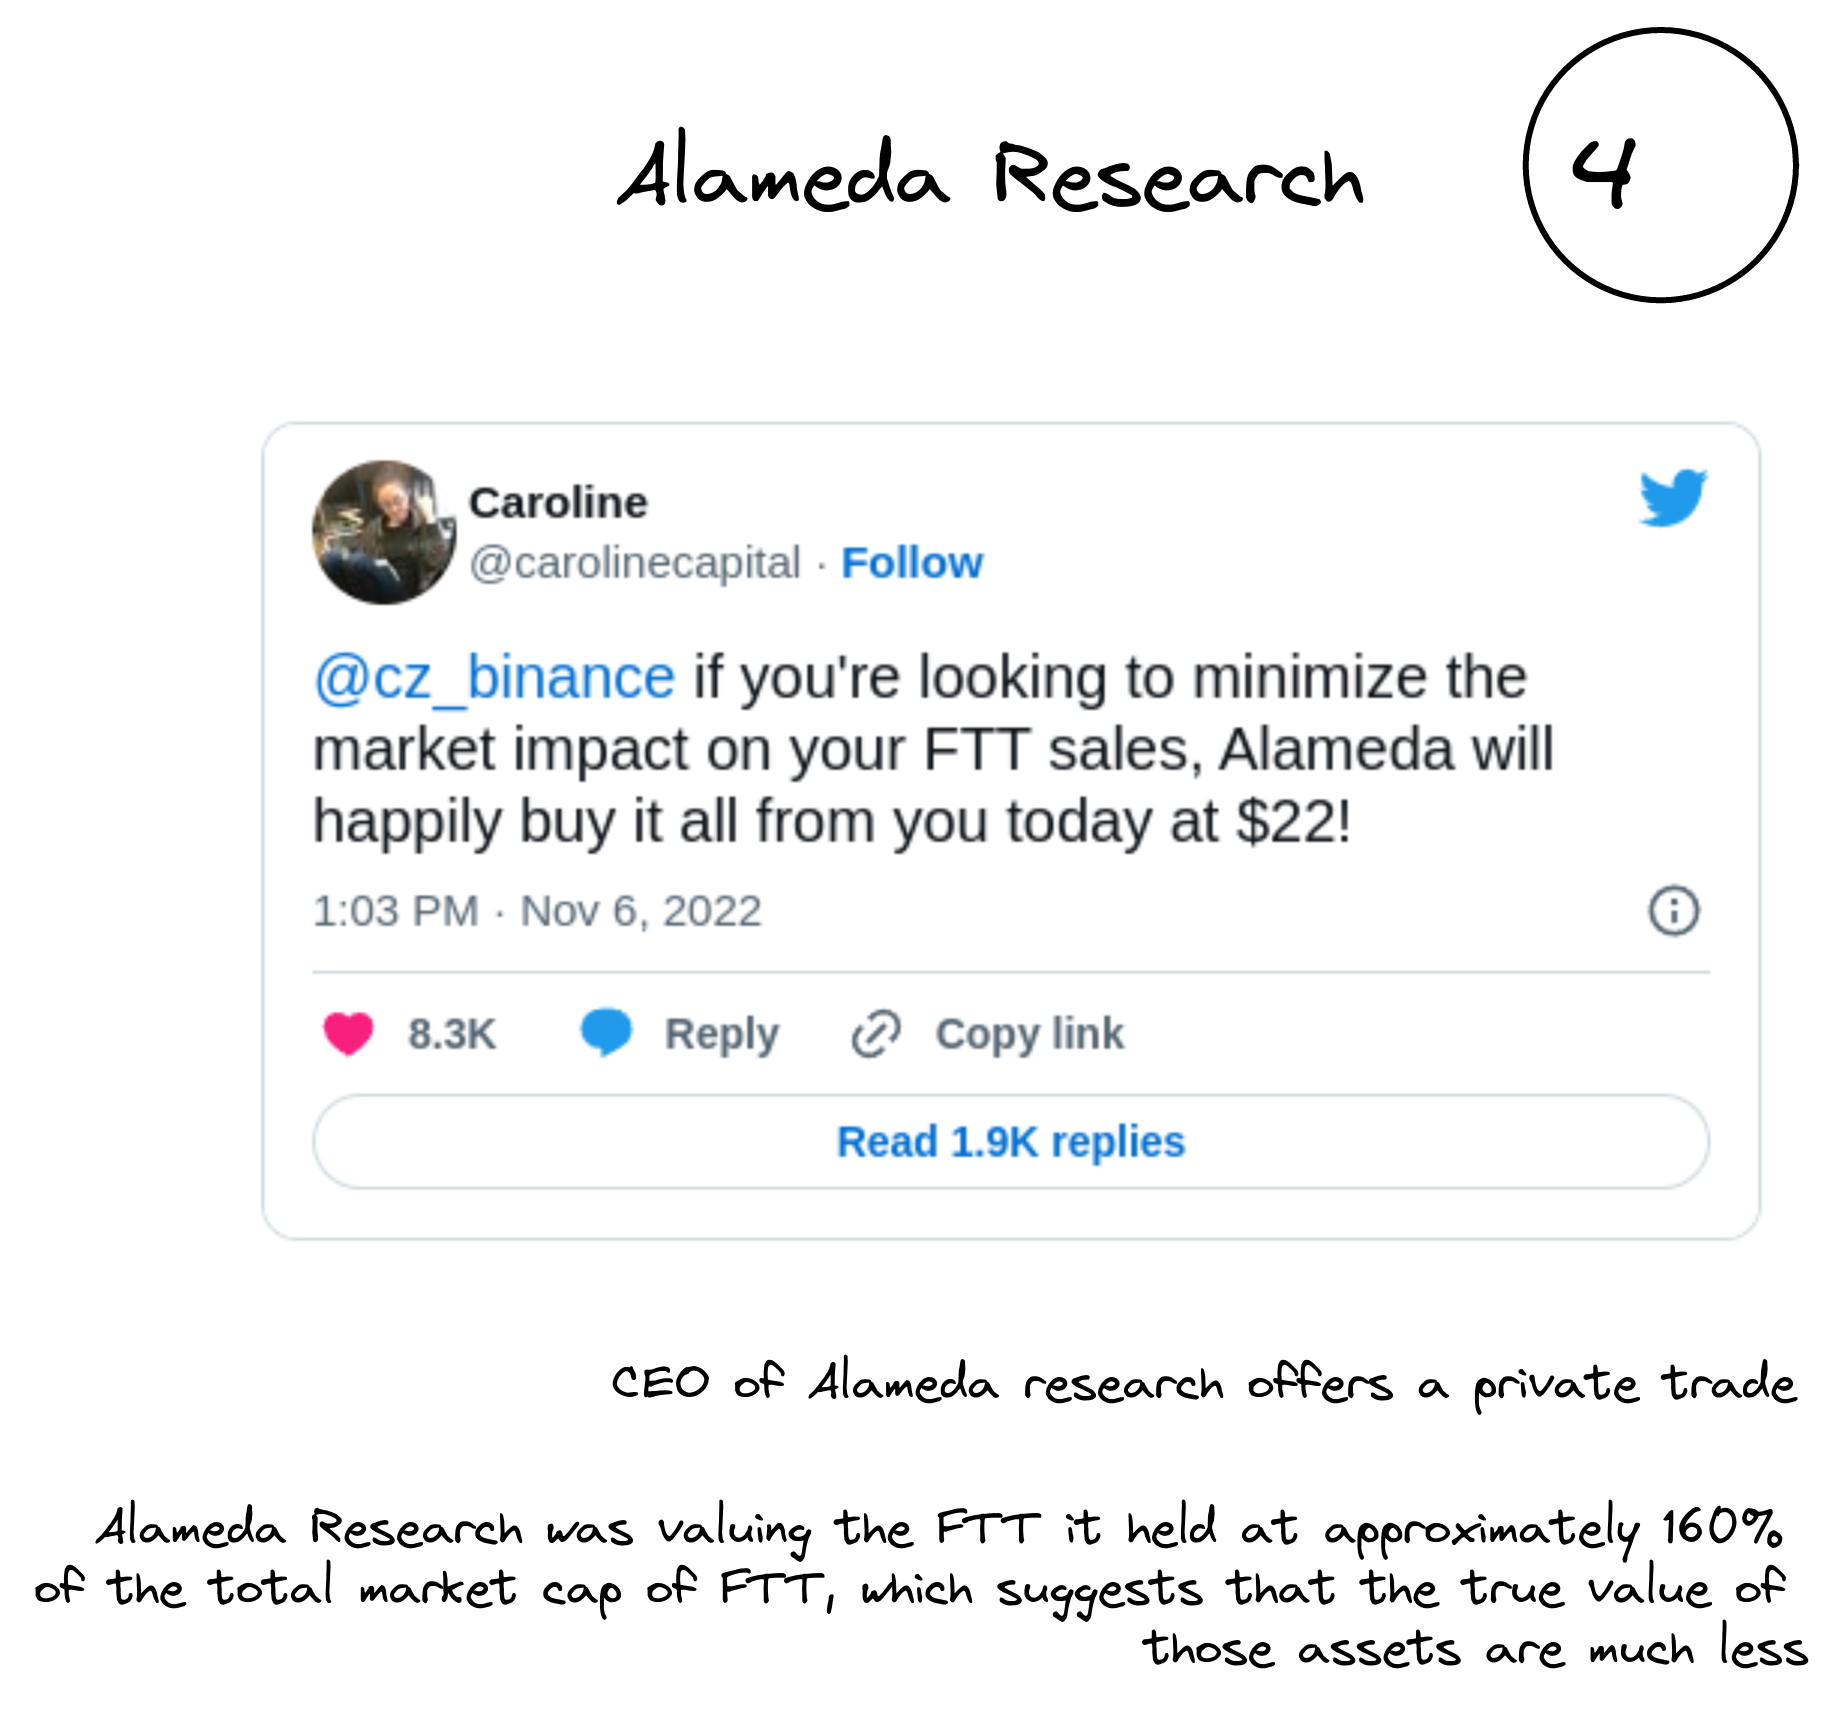 Alameda Research
4
Caroline
@carolinecapital · Follow
@cz_binance if you're looking to minimize the
market impact on your FTT sales, Alameda will
happily buy it all from you today at $22!
1:03 PM · Nov 6, 2022
8.3K Reply Copy link
Read 1.9K replies
CEO of Alameda research offers a private trade
Alameda Research was valuing the FTT it held at approximately 160%
of the total market cap of FTT, which suggests that the true value of
those assets are much less